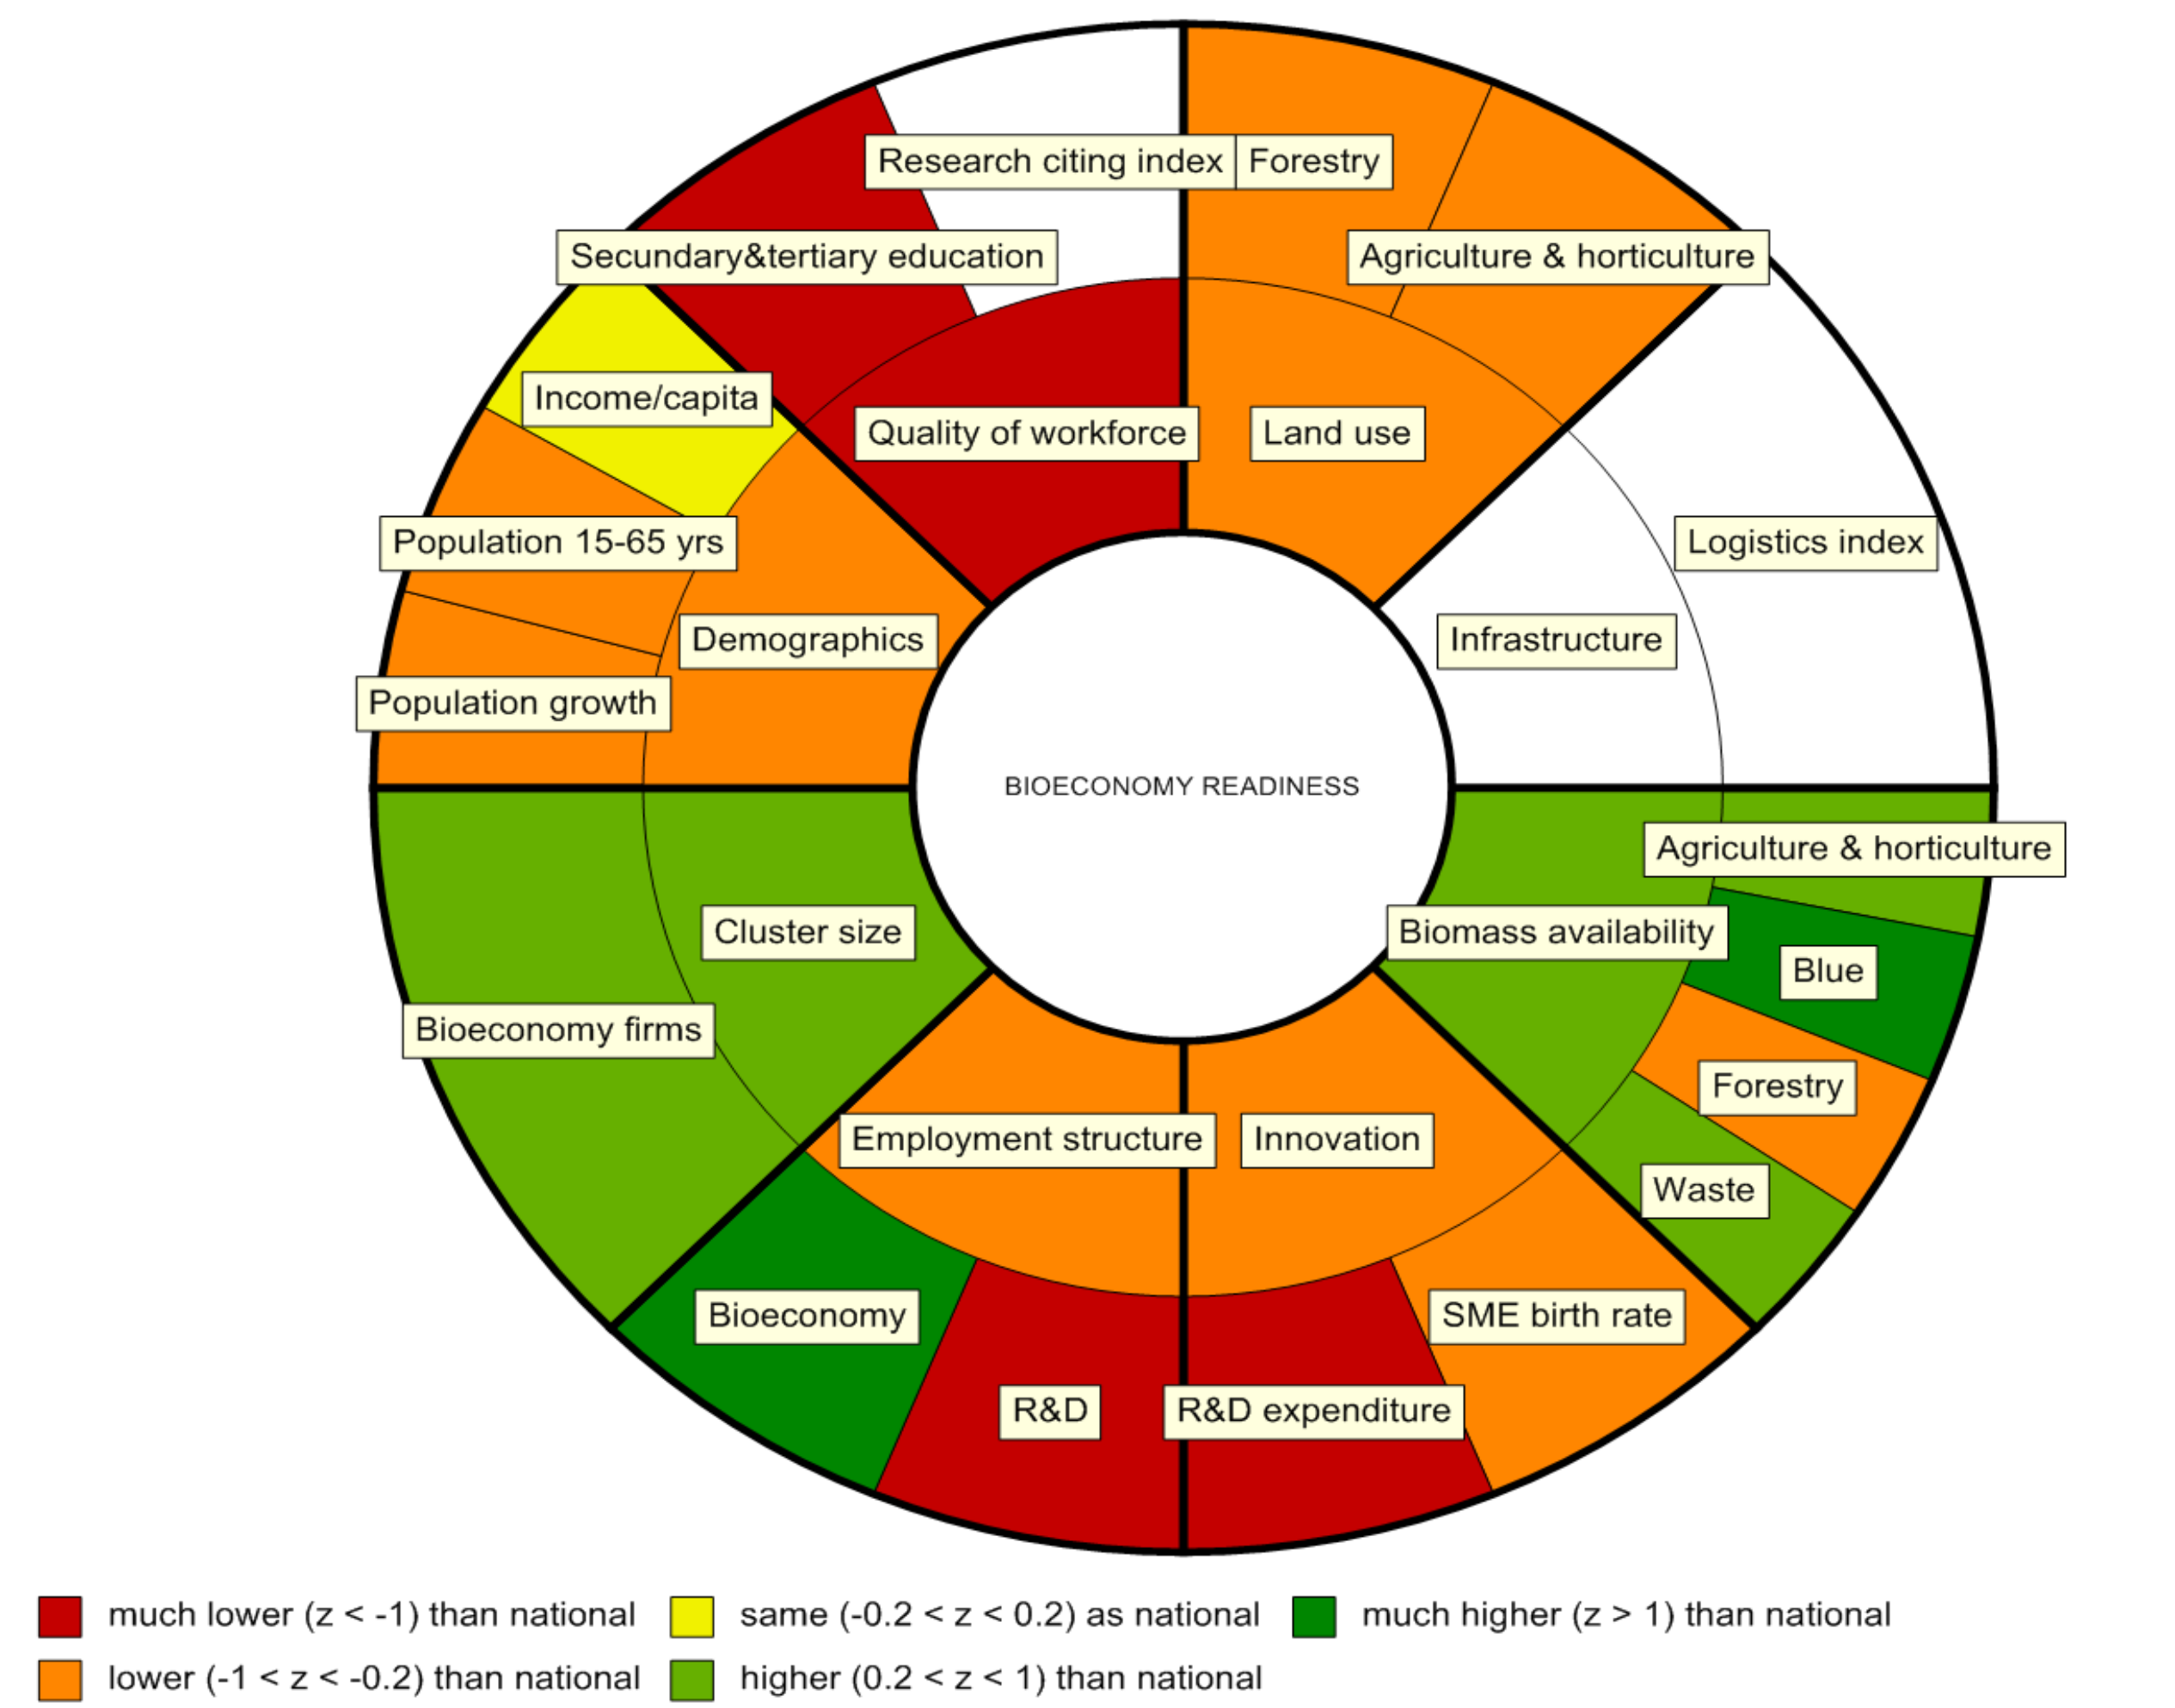 Research citing index
Forestry
Secundary&tertiary education
Agriculture & horticulture
Income/capita
Quality of workforce
Land use
Population 15-65 yrs
Logistics index
Demographics
Infrastructure
Population growth
BIOECONOMY READINESS
Agriculture & horticulture
Cluster size
Biomass availability
Blue
Bioeconomy firms
Forestry
Employment structure
Innovation
Waste
Bioeconomy
SME birth rate
R&D
R&D expenditure
much lower (z < -1) than national
same (-0.2 < z < 0.2) as national
much higher (z > 1) than national
lower (-1 < z < -0.2) than national
higher (0.2 < z < 1) than national